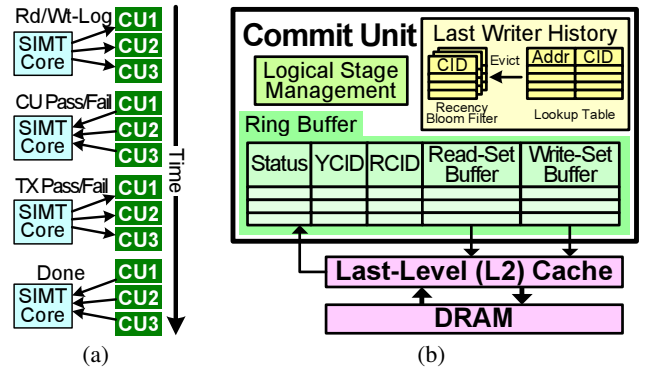 Rd/Wt-Log
SIMT
Core
CU1
CU2
CU3
CU Pass/Fail
SIMT
Core
CU1
CU2
CU3
TX Pass/Fail
SIMT
Core
CU1
CU2
CU3
Done
SIMT
Core
CU1
CU2
CU3
Time
(a)
Commit Unit
Logical Stage
Management
Last Writer History
CID
Evict
Addr CID
Recency
Bloom Filter
Lookup Table
Ring Buffer
Status YCID RCID Read-Set Buffer Write-Set Buffer
Last-Level (L2) Cache
DRAM
(b)